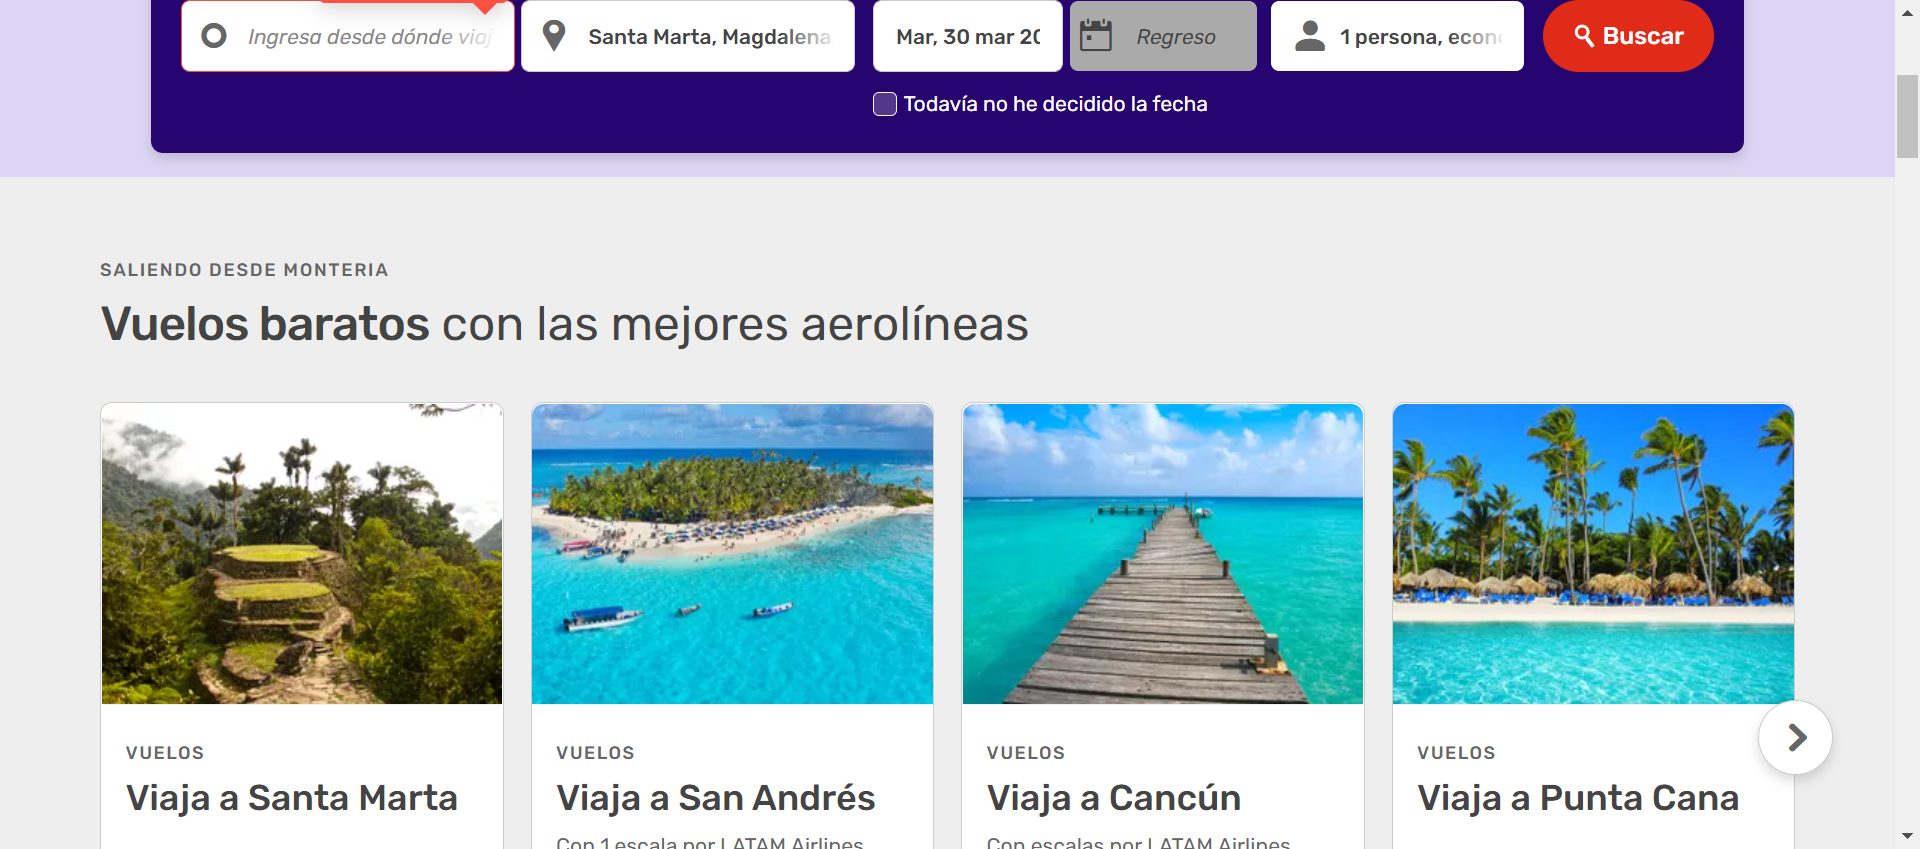 Ingresa desde dónde viaj
Santa Marta, Magdalena
Mar, 30 mar 20
Regreso
1 persona, econ
Buscar
Todavía no he decidido la fecha
SALIENDO DESDE MONTERIA
Vuelos baratos con las mejores aerolíneas
VUELOS
Viaja a Santa Marta
VUELOS
Viaja a San Andrés
Con 1 escala por LATAM Airlines
VUELOS
Viaja a Cancún
Con escalas por LATAM Airlines
VUELOS
Viaja a Punta Cana